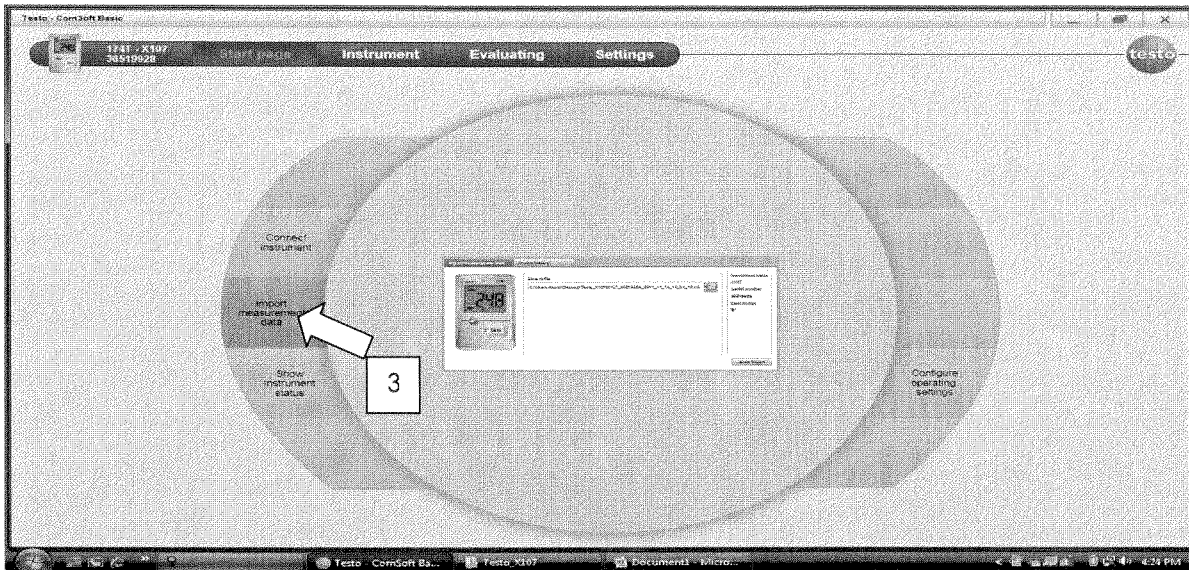 Testo - ComSoft Basic
1741 - X107
36519928
Start page
Instrument
Evaluating
Settings
testo
Connect
instrument
Import
measurement
data
Show
instrument
status
3
Configure
operating
settings
Testo - ComSoft Ba...
Testo_X107
Document1 - Micro...
4:24 PM